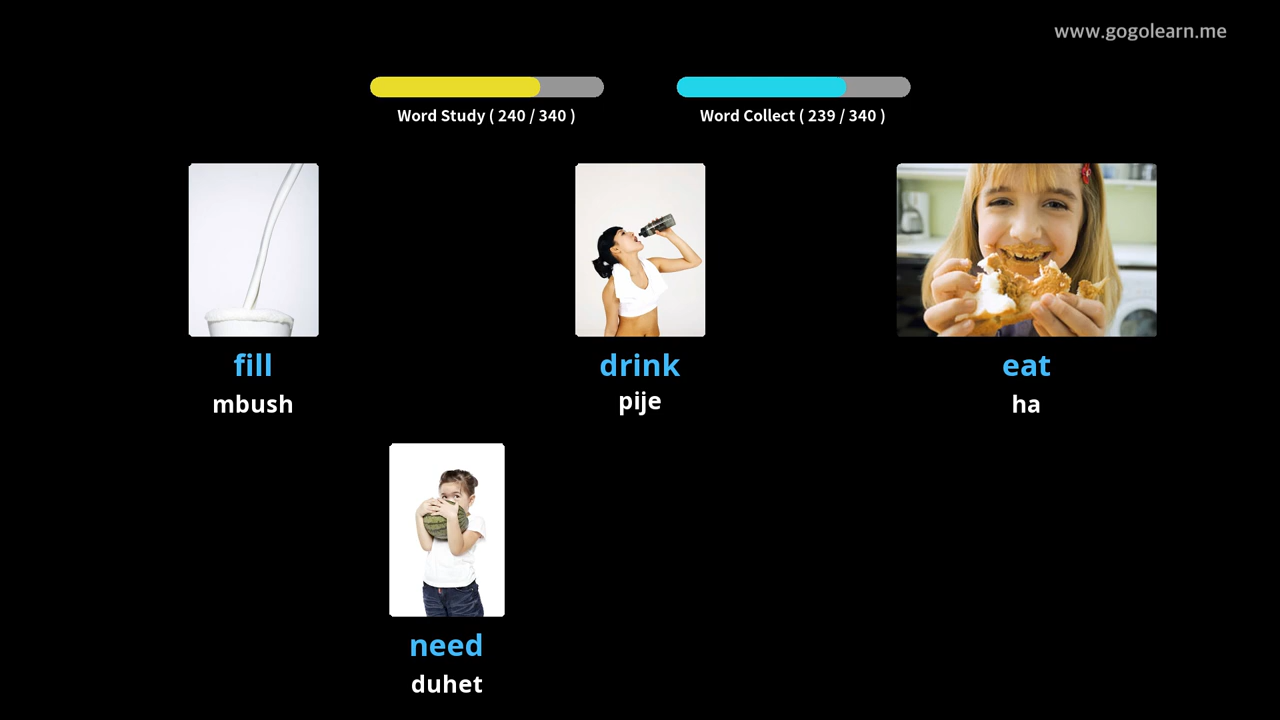 www.gogolearn.me
Word Study ( 240 / 340 )
Word Collect ( 239 / 340 )
fill
mbush
drink
pije
eat
ha
need
duhet